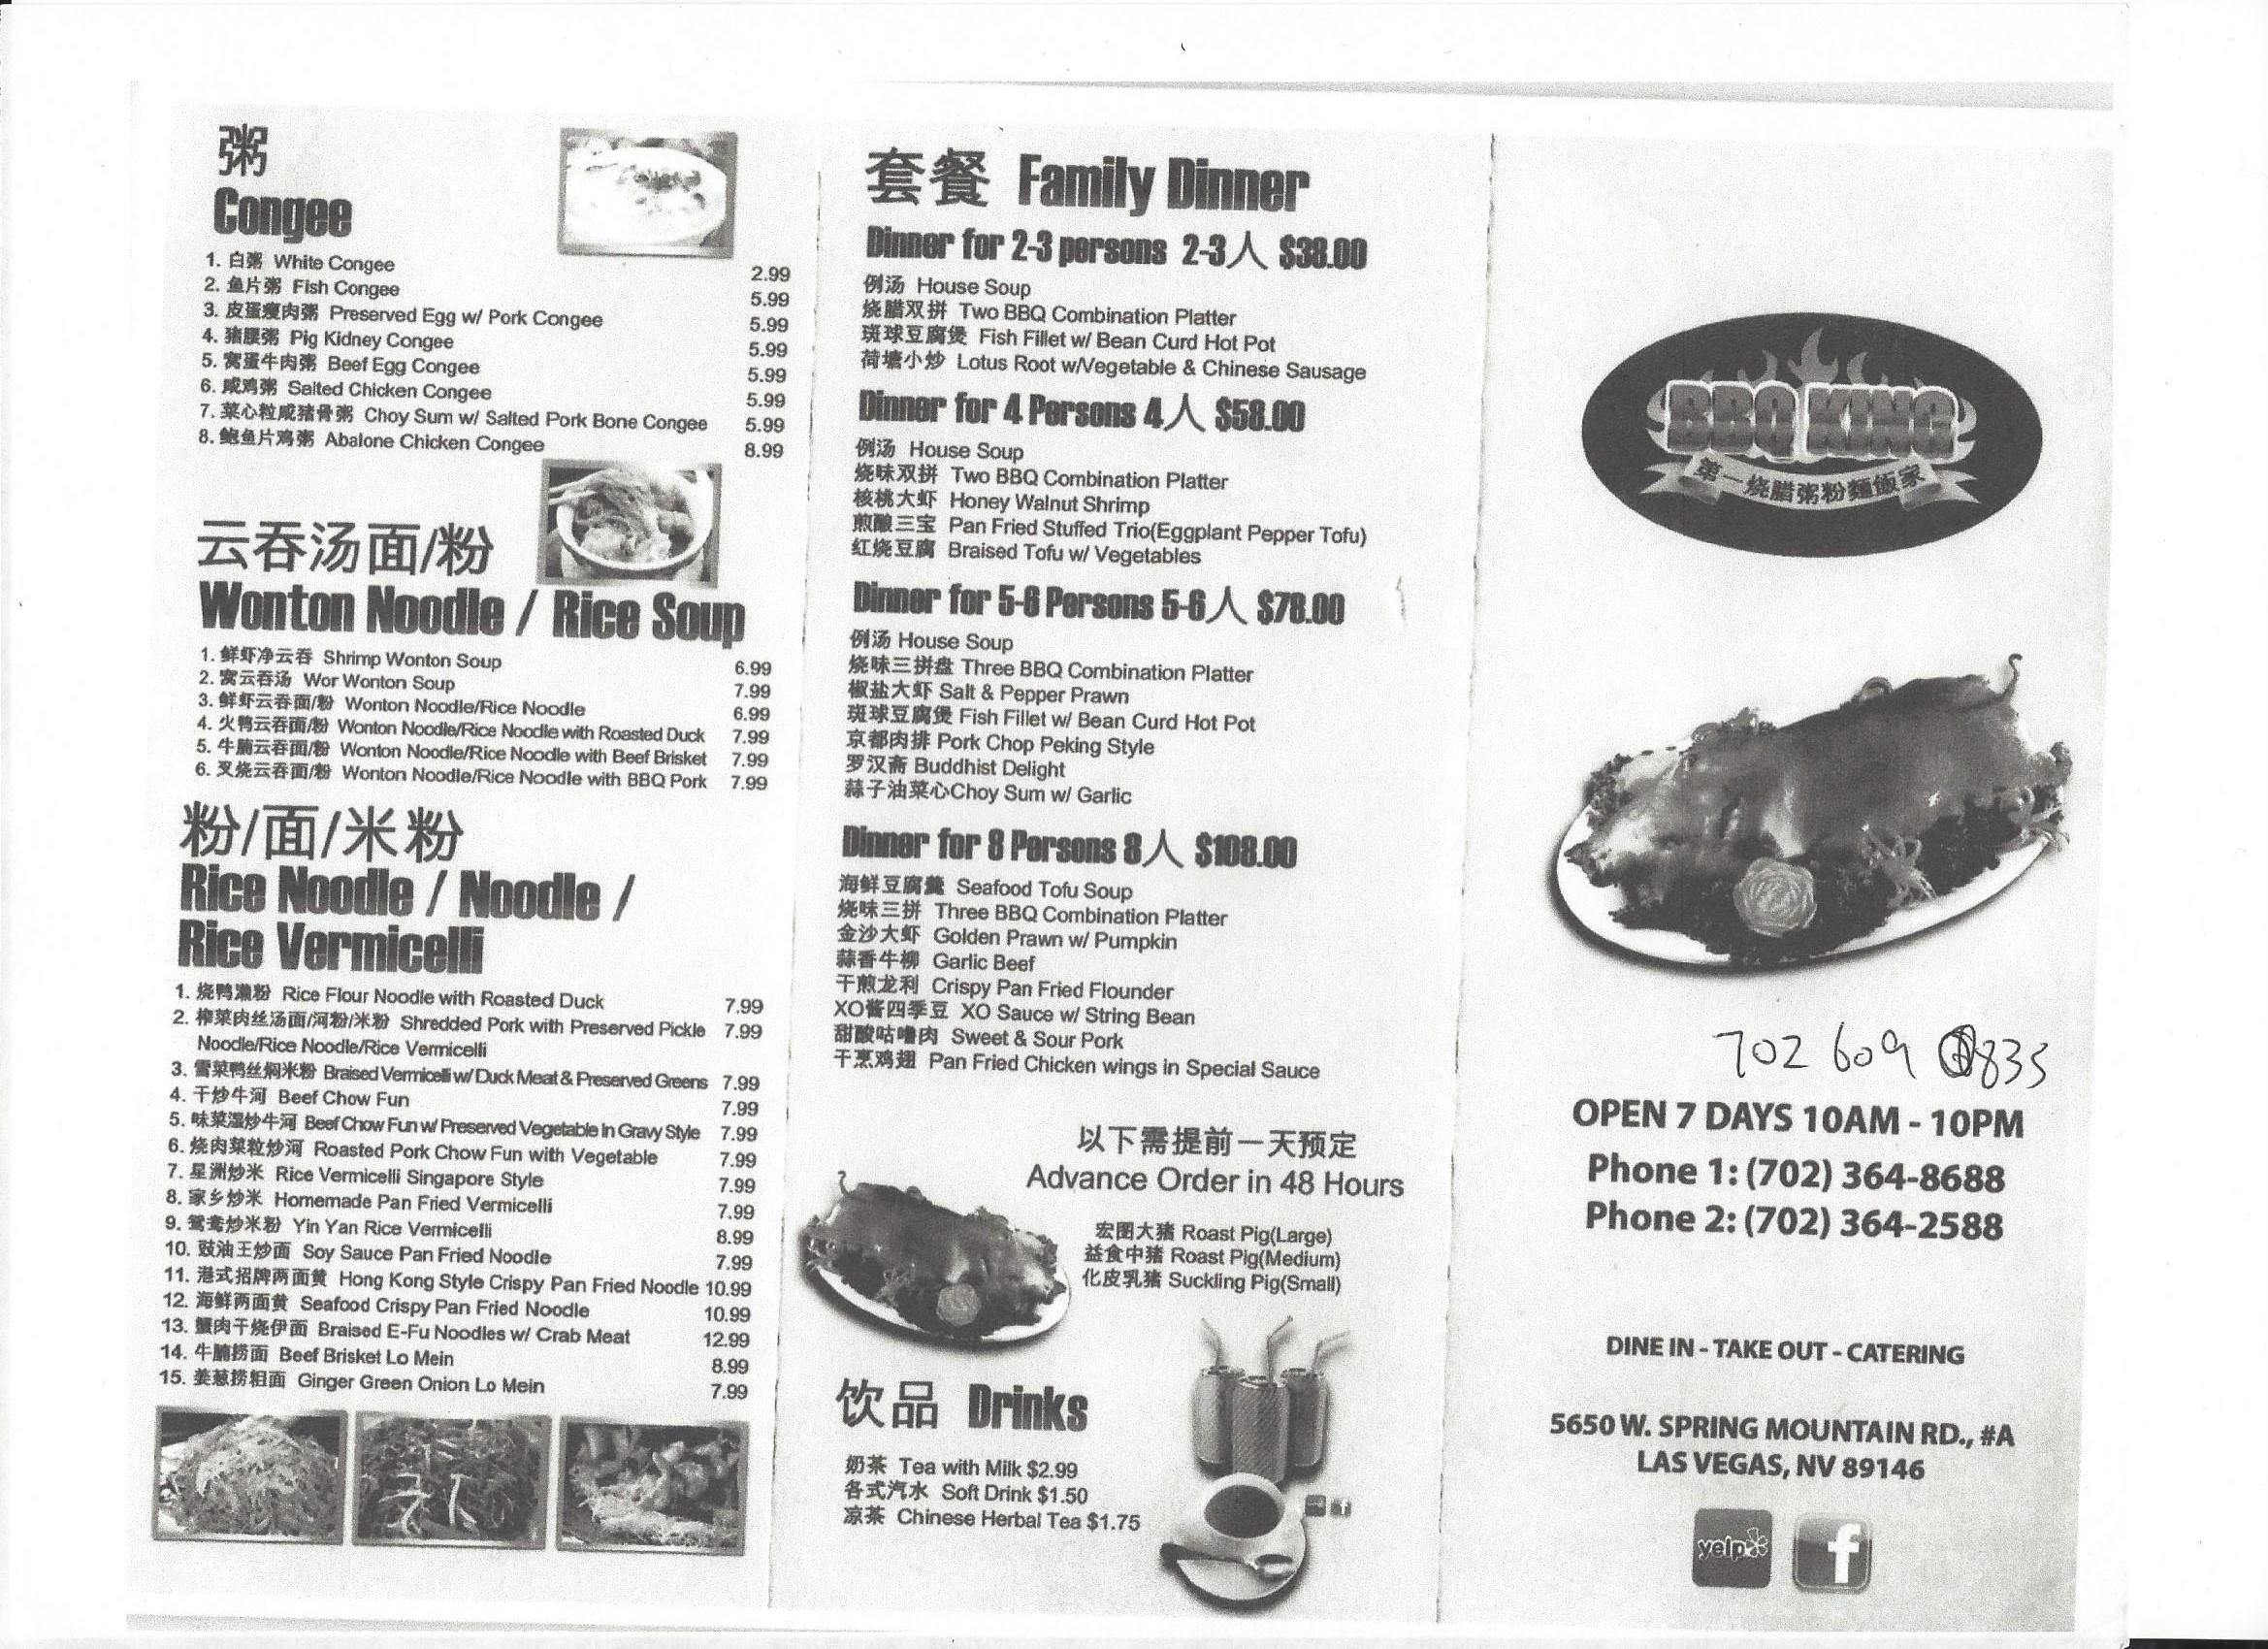 粥
Congee
1. 白粥 White Congee 2.99
2. 鱼片粥 Fish Congee 5.99
3. 皮蛋瘦肉粥 Preserved Egg w/ Pork Congee 5.99
4. 猪腰粥 Pig Kidney Congee 5.99
5. 窝蛋牛肉粥 Beef Egg Congee 5.99
6. 咸鸡粥 Salted Chicken Congee 5.99
7. 菜心粒咸猪骨粥 Choy Sum w/ Salted Pork Bone Congee 5.99
8. 鲍鱼片鸡粥 Abalone Chicken Congee 8.99
云吞汤面/粉
Wonton Noodle / Rice Soup
1. 鲜虾净云吞 Shrimp Wonton Soup 6.99
2. 窝云吞汤 Wor Wonton Soup 7.99
3. 鲜虾云吞面/粉 Wonton Noodle/Rice Noodle 6.99
4. 火鸭云吞面/粉 Wonton Noodle/Rice Noodle with Roasted Duck 7.99
5. 牛腩云吞面/粉 Wonton Noodle/Rice Noodle with Beef Brisket 7.99
6. 叉烧云吞面/粉 Wonton Noodle/Rice Noodle with BBQ Pork 7.99
粉/面/米粉
Rice Noodle / Noodle /
Rice Vermicelli
1. 烧鸭濑粉 Rice Flour Noodle with Roasted Duck 7.99
2. 榨菜肉丝汤面/河粉/米粉 Shredded Pork with Preserved Pickle 7.99
Noodle/Rice Noodle/Rice Vermicelli
3. 雪菜鸭丝焖米粉 Braised Vermicelli w/ Duck Meat & Preserved Greens 7.99
4. 干炒牛河 Beef Chow Fun 7.99
5. 味菜湿炒牛河 Beef Chow Fun w/ Preserved Vegetable In Gravy Style 7.99
6. 烧肉菜粒炒河 Roasted Pork Chow Fun with Vegetable 7.99
7. 星洲炒米 Rice Vermicelli Singapore Style 7.99
8. 家乡炒米 Homemade Pan Fried Vermicelli 7.99
9. 鸳鸯炒米粉 Yin Yan Rice Vermicelli 8.99
10. 豉油王炒面 Soy Sauce Pan Fried Noodle 7.99
11. 港式招牌两面黄 Hong Kong Style Crispy Pan Fried Noodle 10.99
12. 海鲜两面黄 Seafood Crispy Pan Fried Noodle 10.99
13. 蟹肉干烧伊面 Braised E-Fu Noodles w/ Crab Meat 12.99
14. 牛腩捞面 Beef Brisket Lo Mein 8.99
15. 姜葱捞粗面 Ginger Green Onion Lo Mein 7.99
套餐 Family Dinner
Dinner for 2-3 persons 2-3人 $38.00
例汤 House Soup
烧腊双拼 Two BBQ Combination Platter
斑球豆腐煲 Fish Fillet w/ Bean Curd Hot Pot
荷塘小炒 Lotus Root w/Vegetable & Chinese Sausage
Dinner for 4 Persons 4人 $58.00
例汤 House Soup
烧味双拼 Two BBQ Combination Platter
核桃大虾 Honey Walnut Shrimp
煎酿三宝 Pan Fried Stuffed Trio(Eggplant Pepper Tofu)
红烧豆腐 Braised Tofu w/ Vegetables
Dinner for 5-6 Persons 5-6人 $78.00
例汤 House Soup
烧味三拼盘 Three BBQ Combination Platter
椒盐大虾 Salt & Pepper Prawn
斑球豆腐煲 Fish Fillet w/ Bean Curd Hot Pot
京都肉排 Pork Chop Peking Style
罗汉斋 Buddhist Delight
蒜子油菜心Choy Sum w/ Garlic
Dinner for 8 Persons 8人 $108.00
海鲜豆腐羹 Seafood Tofu Soup
烧味三拼 Three BBQ Combination Platter
金沙大虾 Golden Prawn w/ Pumpkin
蒜香牛柳 Garlic Beef
干煎龙利 Crispy Pan Fried Flounder
XO酱四季豆 XO Sauce w/ String Bean
甜酸咕噜肉 Sweet & Sour Pork
干烹鸡翅 Pan Fried Chicken wings in Special Sauce
以下需提前一天预定
Advance Order in 48 Hours
宏图大猪 Roast Pig(Large)
益食中猪 Roast Pig(Medium)
化皮乳猪 Suckling Pig(Small)
饮品 Drinks
奶茶 Tea with Milk $2.99
各式汽水 Soft Drink $1.50
凉茶 Chinese Herbal Tea $1.75
BBQ KING
第一烧腊粥粉麵飯家
702 609 835
OPEN 7 DAYS 10AM - 10PM
Phone 1: (702) 364-8688
Phone 2: (702) 364-2588
DINE IN - TAKE OUT - CATERING
5650 W. SPRING MOUNTAIN RD., #A
LAS VEGAS, NV 89146
yelp f